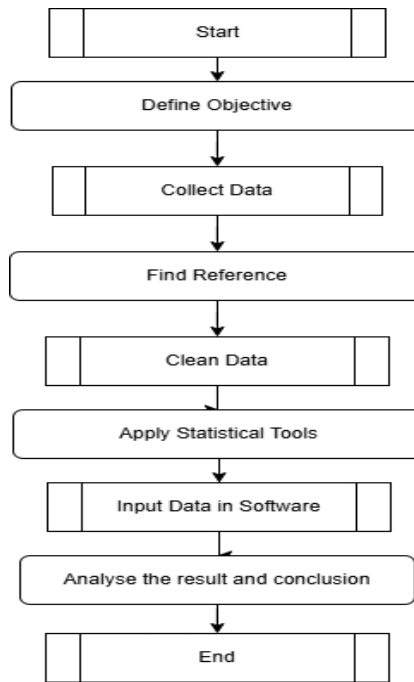 Start
Define Objective
Collect Data
Find Reference
Clean Data
Apply Statistical Tools
Input Data in Software
Analyse the result and conclusion
End